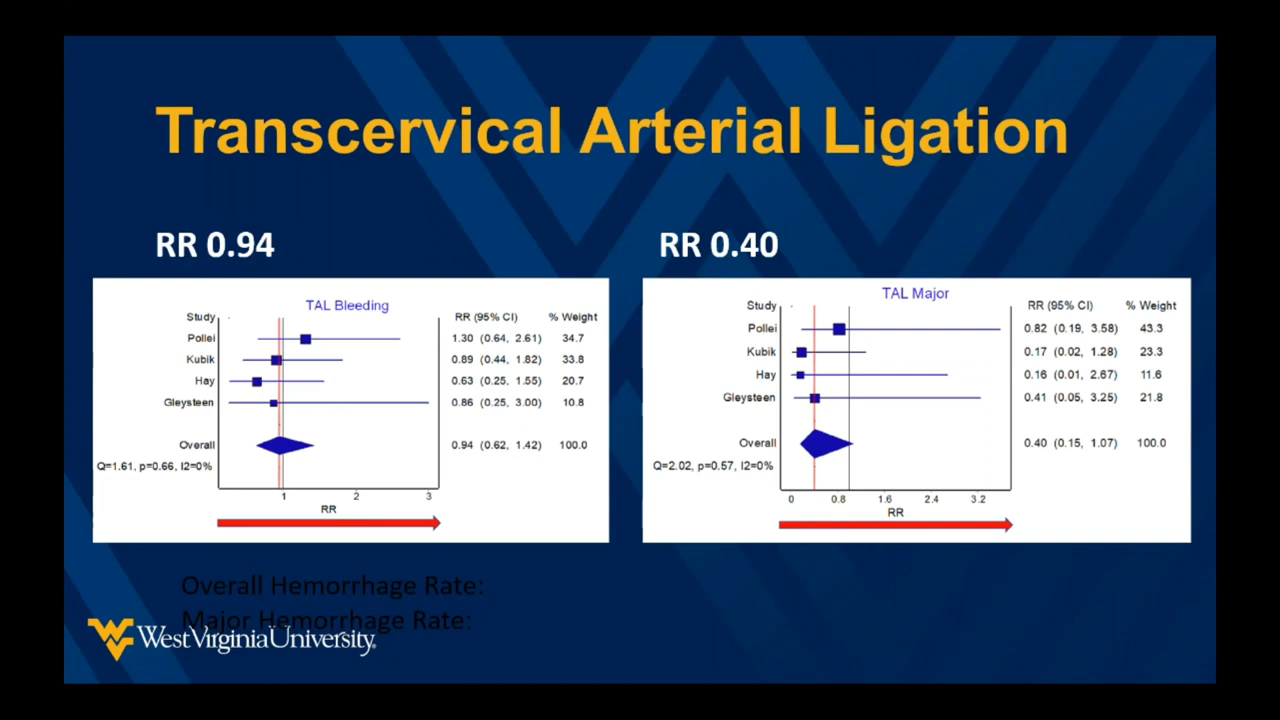 Transcervical Arterial Ligation
RR 0.94
TAL Bleeding
Study RR (95% CI) % Weight
Pollei 1.30 (0.64, 2.61) 34.7
Kubik 0.89 (0.44, 1.82) 33.8
Hay 0.63 (0.25, 1.55) 20.7
Gleysteen 0.86 (0.25, 3.00) 10.8
Overall 0.94 (0.62, 1.42) 100.0
Q=1.61, p=0.66, I2=0%
1 2 3
RR
RR 0.40
TAL Major
Study RR (95% CI) % Weight
Pollei 0.82 (0.19, 3.58) 43.3
Kubik 0.17 (0.02, 1.28) 23.3
Hay 0.16 (0.01, 2.67) 11.6
Gleysteen 0.41 (0.05, 3.25) 21.8
Overall 0.40 (0.15, 1.07) 100.0
Q=2.02, p=0.57, I2=0%
0 0.8 1.6 2.4 3.2
RR
Overall Hemorrhage Rate:
Major Hemorrhage Rate:
WestVirginiaUniversity.